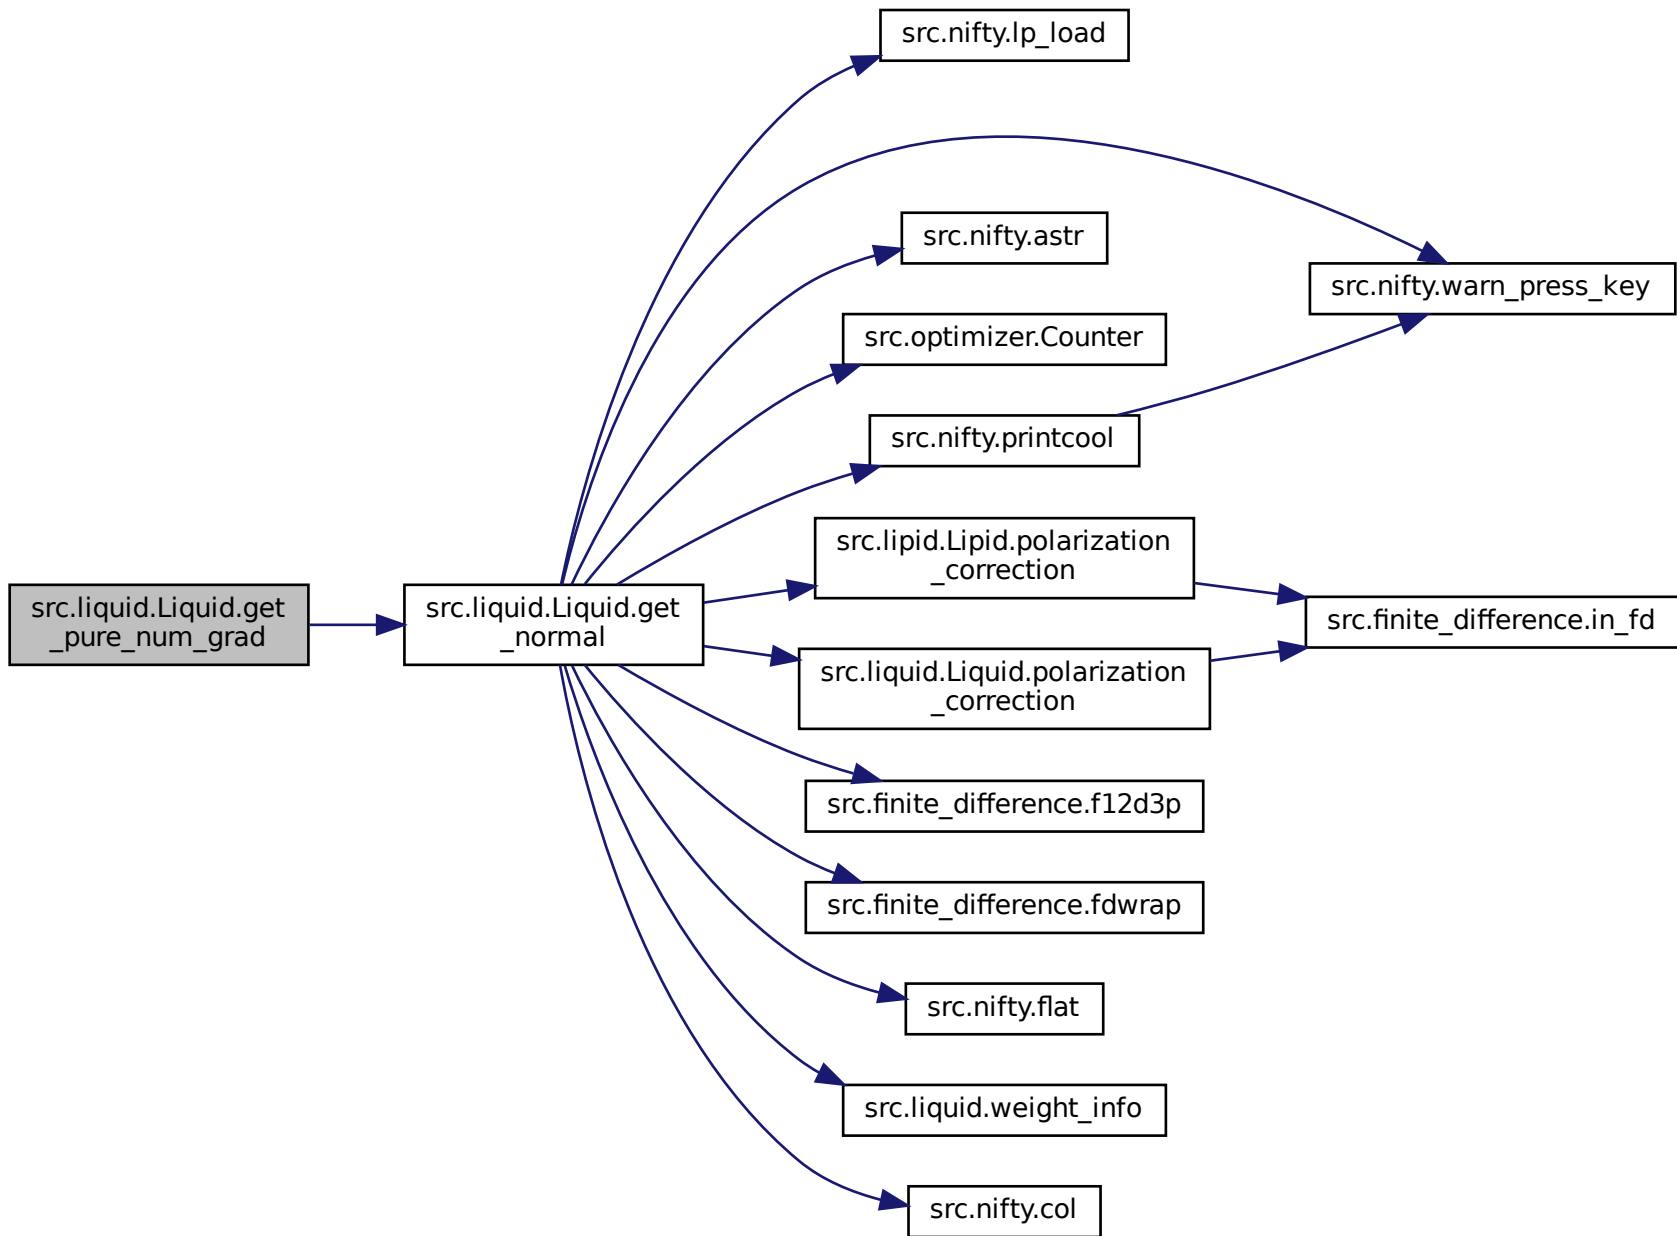 src.nifty.lp_load
src.nifty.astr
src.nifty.warn_press_key
src.optimizer.Counter
src.nifty.printcool
src.lipid.Lipid.polarization
_correction
src.liquid.Liquid.get
_pure_num_grad
src.liquid.Liquid.get
_normal
src.finite_difference.in_fd
src.liquid.Liquid.polarization
_correction
src.finite_difference.f12d3p
src.finite_difference.fdwrap
src.nifty.flat
src.liquid.weight_info
src.nifty.col